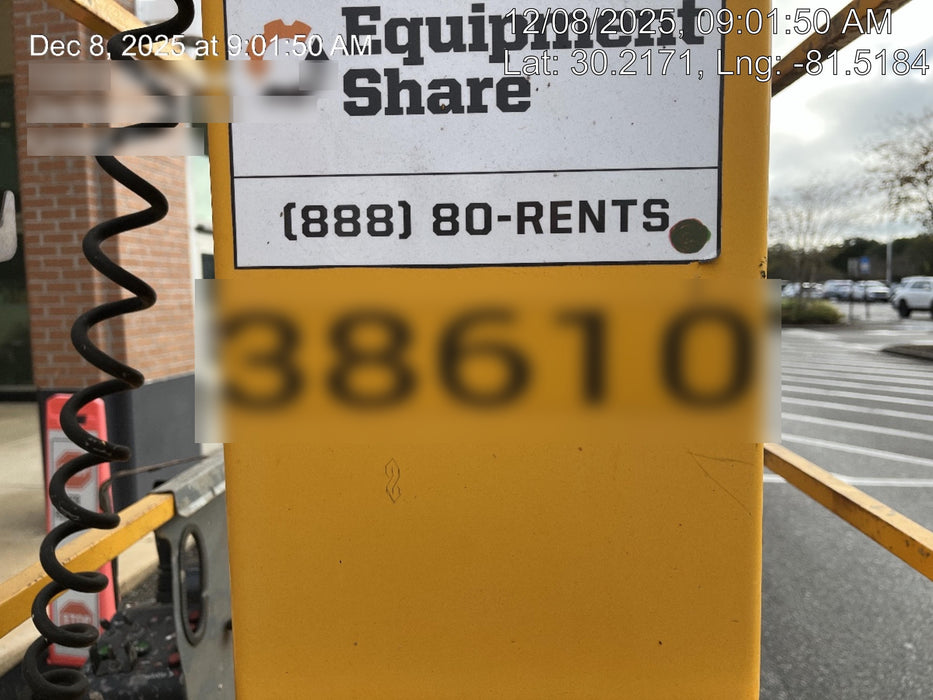 Dec 8, 2025 at 9:01:50 AM
12/08/2025, 09:01:50 AM
Lat: 30.2171, Lng: -81.5184
Equipment
Share
(888) 80-RENTS
38610